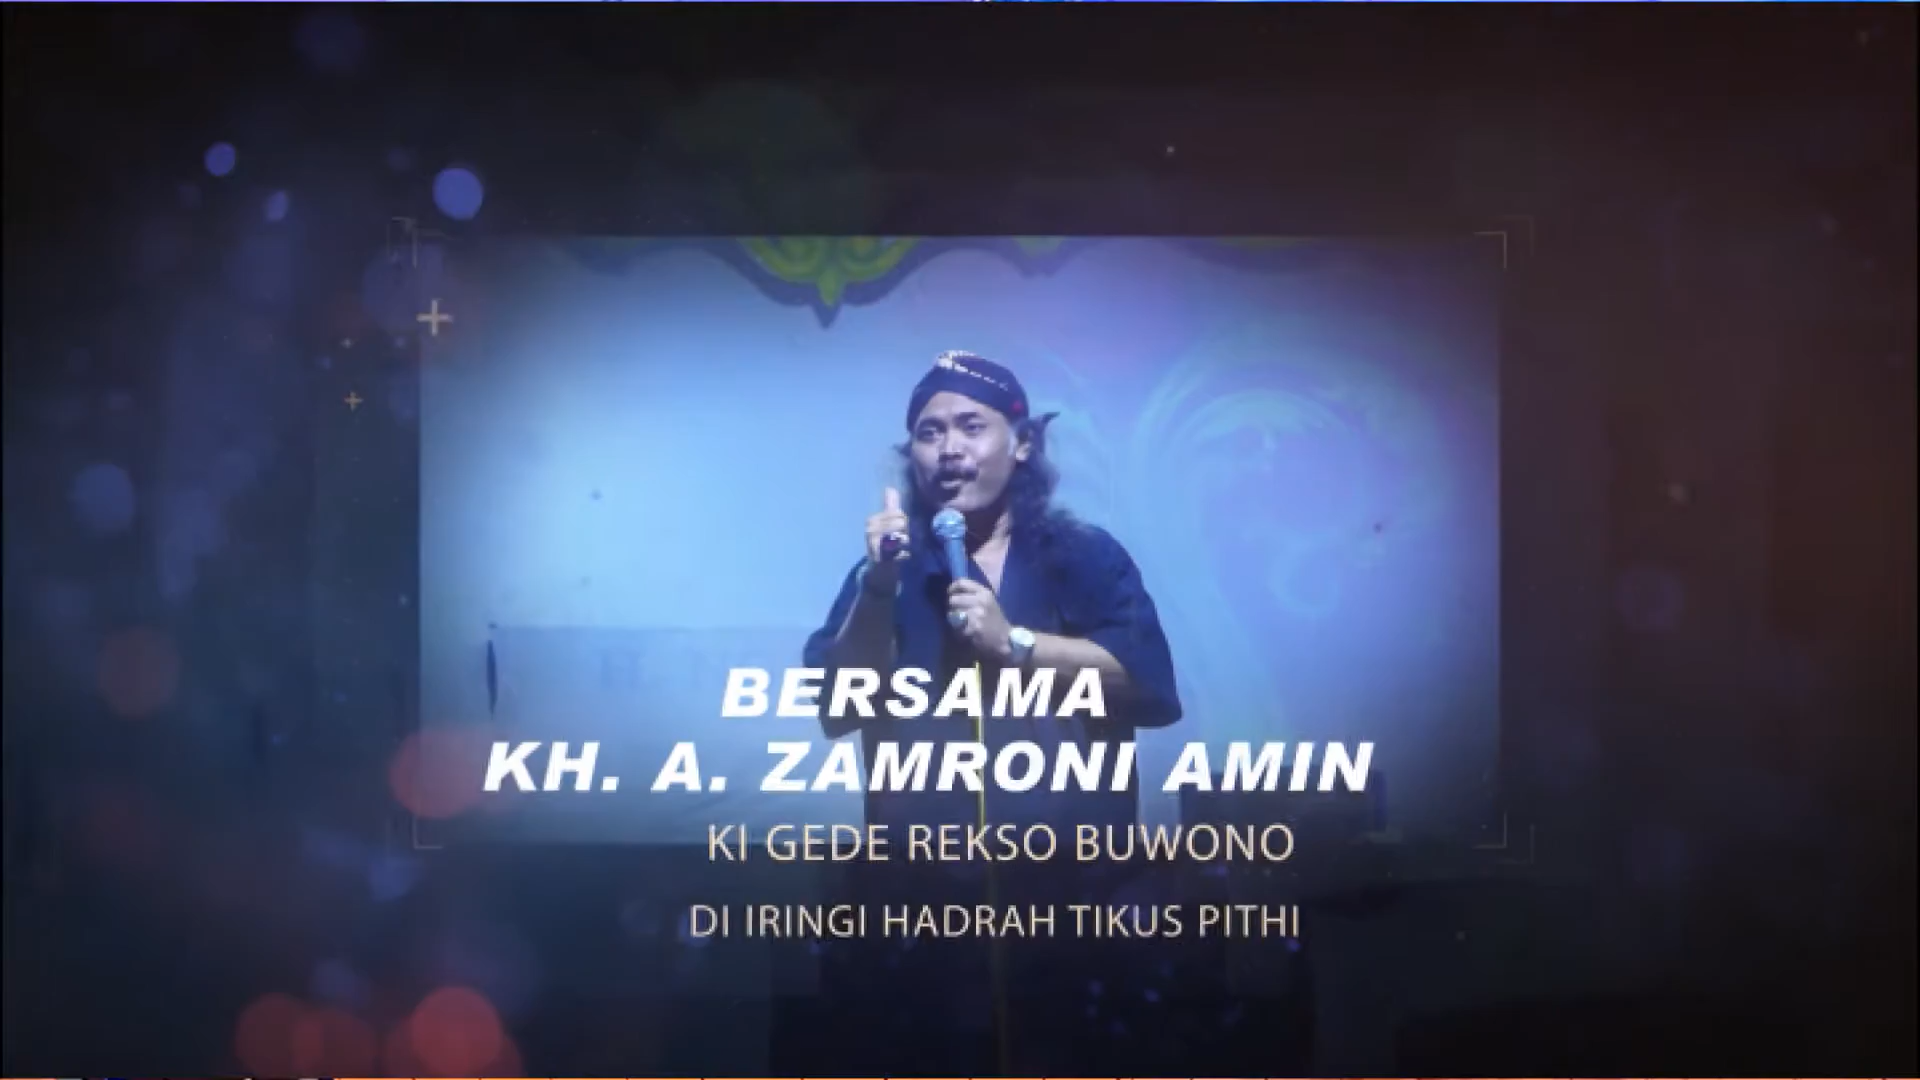 BERSAMA
KH. A. ZAMRONI AMIN
KI GEDE REKSO BUWONO
DI IRINGI HADRAH TIKUS PITHI